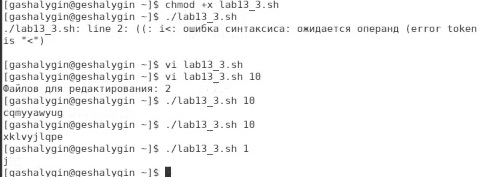 [gashalygin@geshalygin ~]$ chmod +x lab13_3.sh
[gashalygin@geshalygin ~]$ ./lab13_3.sh
./lab13_3.sh: line 2: ((: i<: ошибка синтаксиса: ожидается операнд (error token
is "<")
[gashalygin@geshalygin ~]$ vi lab13_3.sh
[gashalygin@geshalygin ~]$ vi lab13_3.sh 10
Файлов для редактирования: 2
[gashalygin@geshalygin ~]$ ./lab13_3.sh 10
cqmyyawyug
[gashalygin@geshalygin ~]$ ./lab13_3.sh 10
xklvyjlqpe
[gashalygin@geshalygin ~]$ ./lab13_3.sh 1
j
[gashalygin@geshalygin ~]$